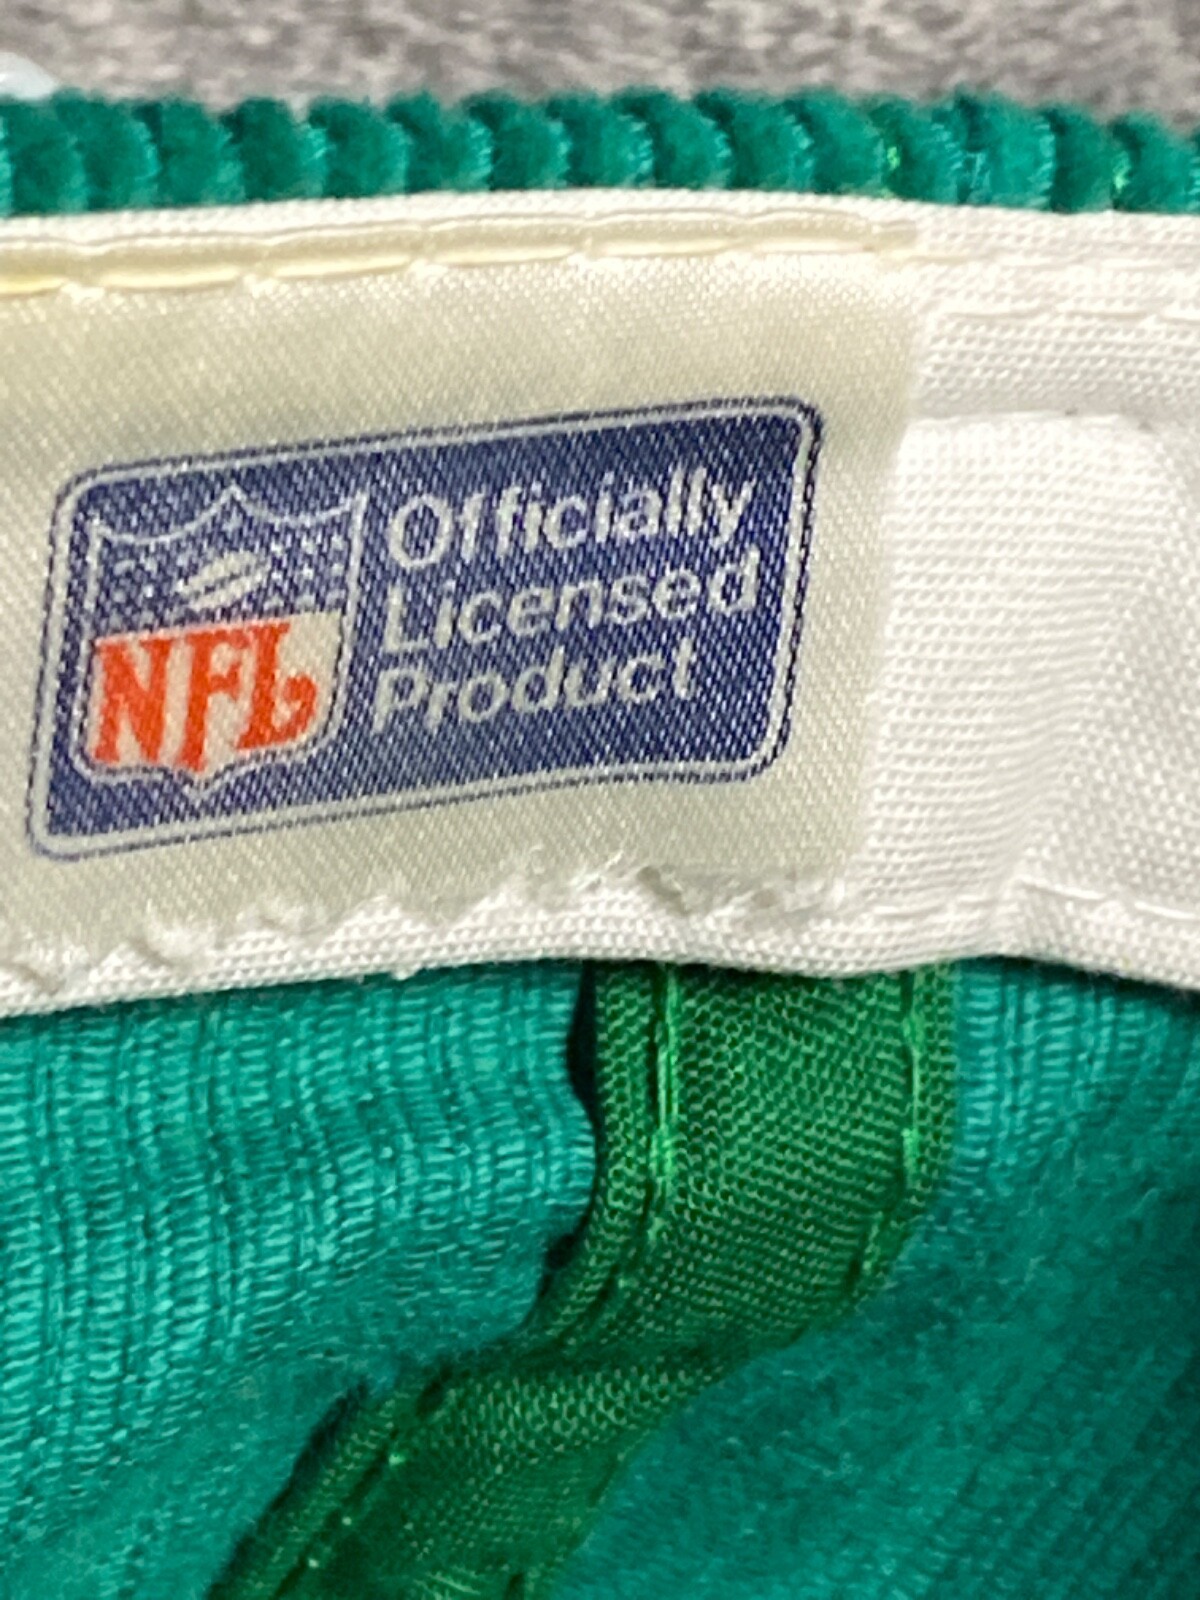 NFL
Officially
Licensed
Product